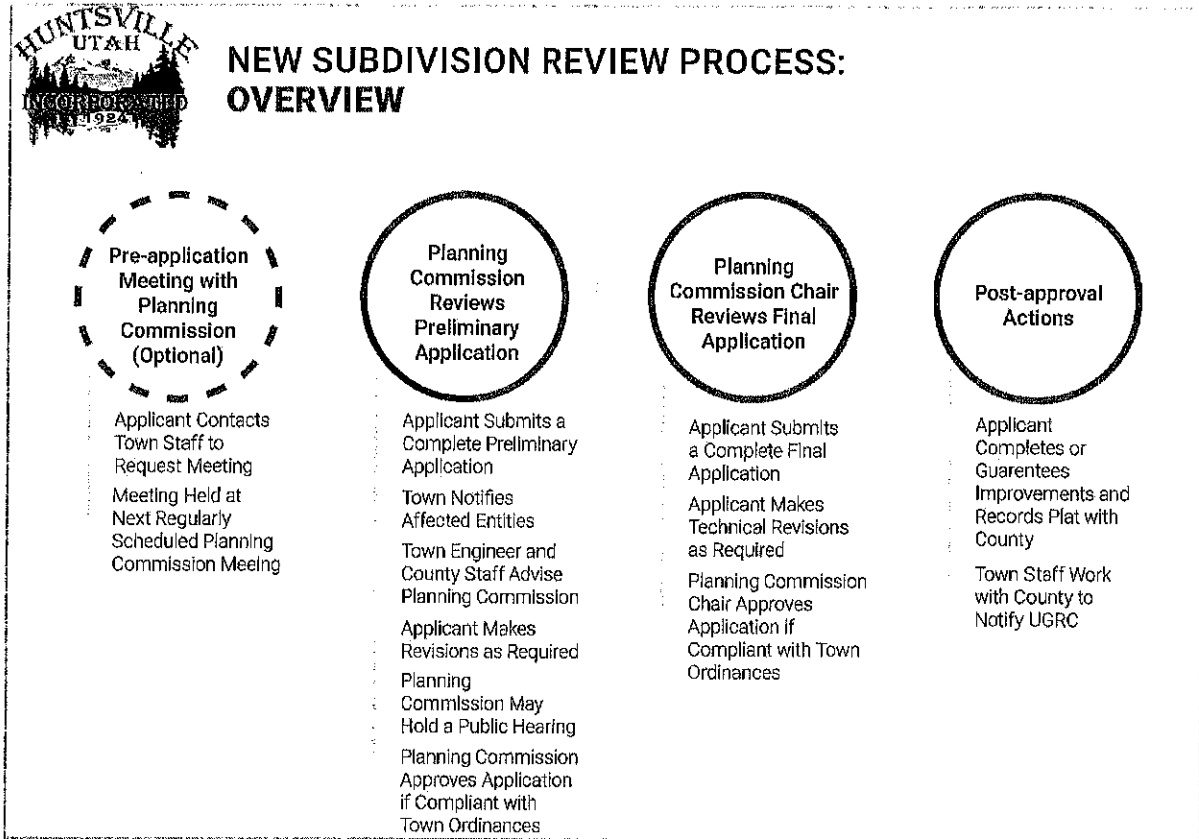 HUNTSVILLE
UTAH
INCORPORATED
1924
NEW SUBDIVISION REVIEW PROCESS:
OVERVIEW
Pre-application
Meeting with
Planning
Commission
(Optional)
Applicant Contacts
Town Staff to
Request Meeting
Meeting Held at
Next Regularly
Scheduled Planning
Commission Meeing
Planning
Commission
Reviews
Preliminary
Application
Applicant Submits a
Complete Preliminary
Application
Town Notifies
Affected Entities
Town Engineer and
County Staff Advise
Planning Commission
Applicant Makes
Revisions as Required
Planning
Commission May
Hold a Public Hearing
Planning Commission
Approves Application
if Compliant with
Town Ordinances
Planning
Commission Chair
Reviews Final
Application
Applicant Submits
a Complete Final
Application
Applicant Makes
Technical Revisions
as Required
Planning Commission
Chair Approves
Application if
Compliant with Town
Ordinances
Post-approval
Actions
Applicant
Completes or
Guarentees
Improvements and
Records Plat with
County
Town Staff Work
with County to
Notify UGRC